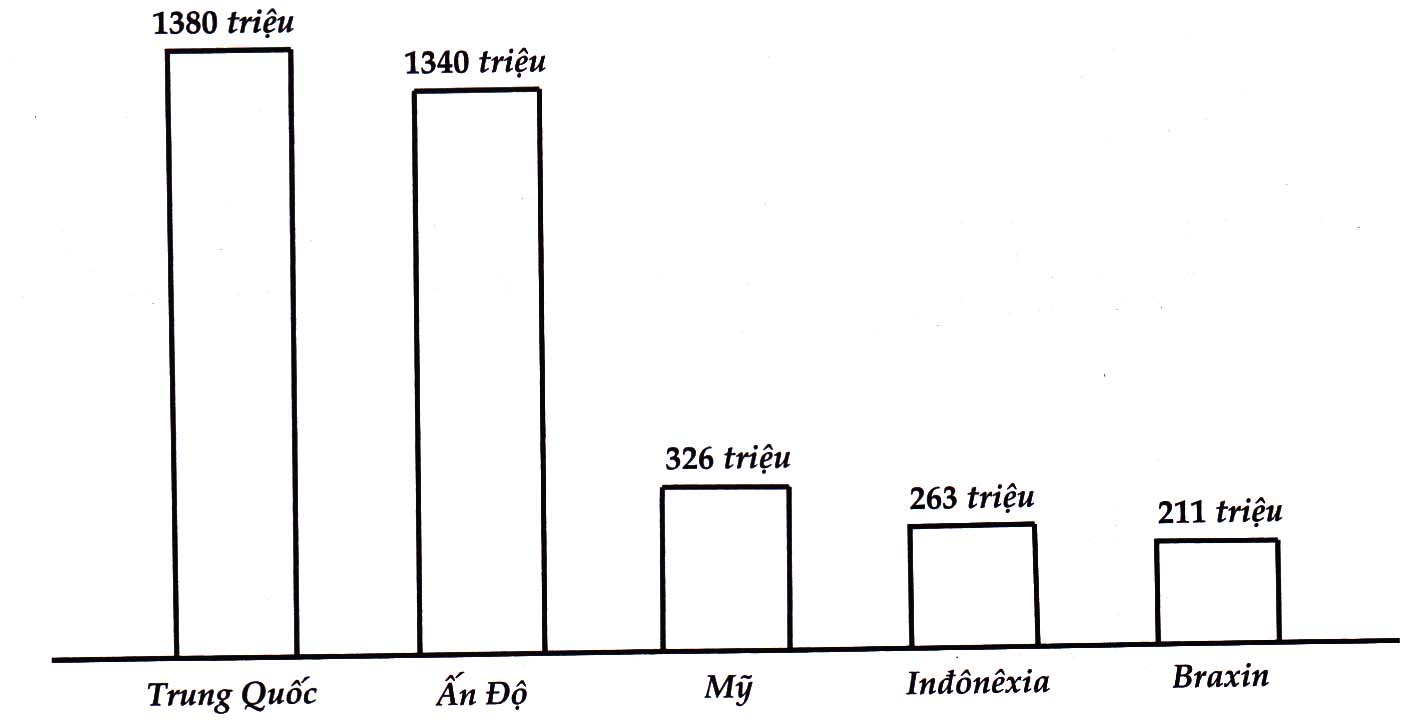 1380 triệu
1340 triệu
326 triệu
263 triệu
211 triệu
Trung Quốc
Ấn Độ
Mỹ
Inđônêxia
Braxin